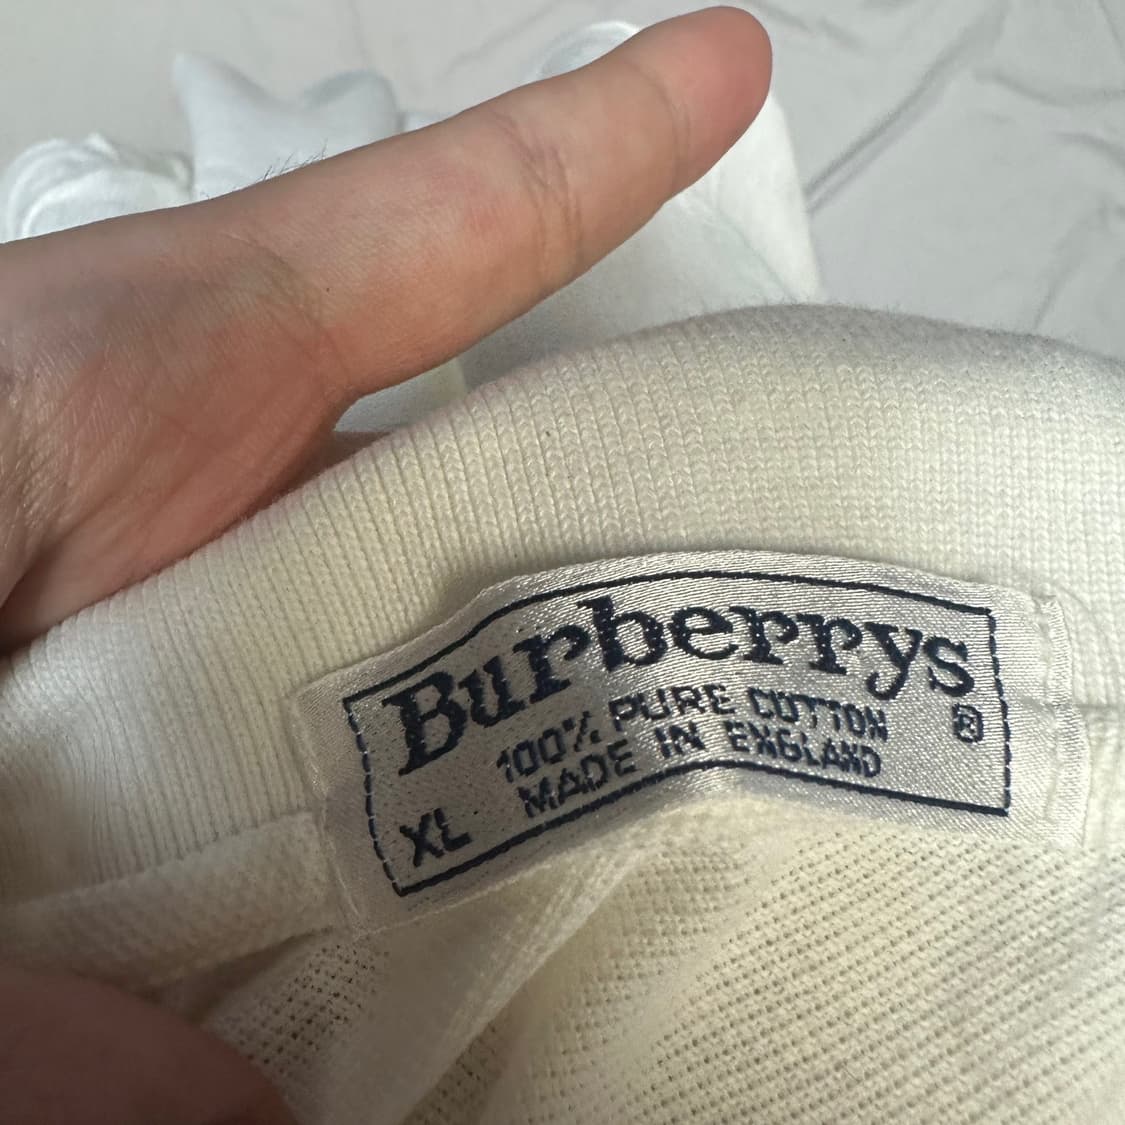 Burberrys
®
100% PURE COTTON
MADE IN ENGLAND
XL